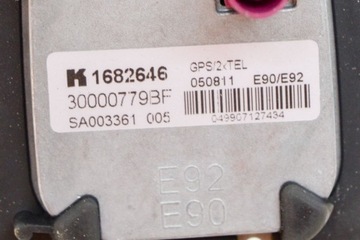 K 1682646
GPS/2xTEL
30000779BF
050811 E90/E92
SA003361 005
049907127434
E92
E90